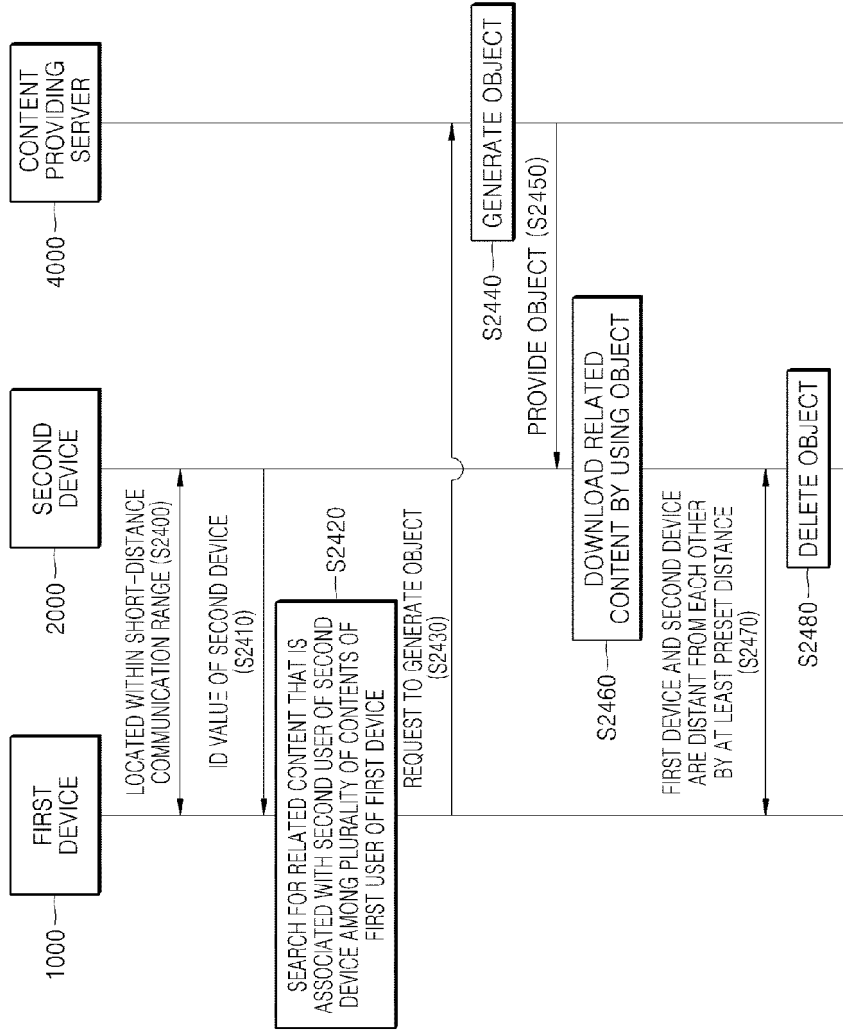 FIRST
DEVICE
1000
SECOND
DEVICE
2000
CONTENT
PROVIDING
SERVER
4000
LOCATED WITHIN SHORT-DISTANCE
COMMUNICATION RANGE (S2400)
ID VALUE OF SECOND DEVICE
(S2410)
SEARCH FOR RELATED CONTENT THAT IS
ASSOCIATED WITH SECOND USER OF SECOND
DEVICE AMONG PLURALITY OF CONTENTS OF
FIRST USER OF FIRST DEVICE
S2420
REQUEST TO GENERATE OBJECT
(S2430)
S2440
GENERATE OBJECT
PROVIDE OBJECT (S2450)
DOWNLOAD RELATED
CONTENT BY USING OBJECT
S2460
FIRST DEVICE AND SECOND DEVICE
ARE DISTANT FROM EACH OTHER
BY AT LEAST PRESET DISTANCE
(S2470)
S2480
DELETE OBJECT